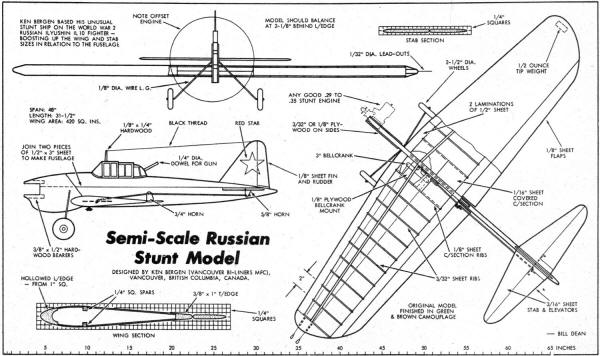 KEN BERGEN BASED HIS UNUSUAL
STUNT SHIP ON THE WORLD WAR 2
RUSSIAN ILYUSHIN IL10 FIGHTER —
BOOSTING UP THE WING AND STAB
SIZES IN RELATION TO THE FUSELAGE
NOTE OFFSET
ENGINE
MODEL SHOULD BALANCE
AT 3-1/8" BEHIND L/EDGE
1/4"
SQUARES
STAB SECTION
1/32" DIA. LEAD-OUTS
1/8" DIA. WIRE L.G.
2-1/2" DIA.
WHEELS
1/2 OUNCE
TIP WEIGHT
ANY GOOD .29 TO
.35 STUNT ENGINE
2 LAMINATIONS
OF 1/2" SHEET
SPAN: 48"
LENGTH: 31-1/2"
WING AREA: 420 SQ. INS.
1/8" x 1/4"
HARDWOOD
BLACK THREAD
RED STAR
3/32" OR 1/8" PLY-
WOOD ON SIDES
1/8" SHEET
FLAPS
JOIN TWO PIECES
OF 1/2" x 3" SHEET
TO MAKE FUSELAGE
1/4" DIA.
DOWEL FOR GUN
3" BELLCRANK
1/8" SHEET FIN
AND RUDDER
1/16" SHEET
COVERED
C/SECTION
1/8" PLYWOOD
BELLCRANK
MOUNT
3/4" HORN
5/8" HORN
3/8" x 1/2" HARD-
WOOD BEARERS
1/8" SHEET
C/SECTION RIBS
3/32" SHEET RIBS
Semi-Scale Russian
Stunt Model
DESIGNED BY KEN BERGEN (VANCOUVER BI-LINERS MFC),
VANCOUVER, BRITISH COLUMBIA, CANADA.
HOLLOWED L/EDGE
— FROM 1" SQ.
1/4" SQ. SPARS
3/8" x 1" T/EDGE
1/4"
SQUARES
WING SECTION
2"
ORIGINAL MODEL
FINISHED IN GREEN
& BROWN CAMOUFLAGE
3/16" SHEET
STAB & ELEVATORS
— BILL DEAN
5 10 15 20 25 30 35 40 45 50 55 60 65 INCHES